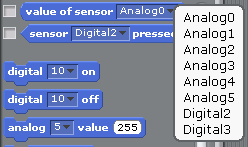 value of sensor Analog0
sensor Digital2 presse
digital 10 on
digital 10 off
analog 5 value 255
Analog0
Analog1
Analog2
Analog3
Analog4
Analog5
Digital2
Digital3